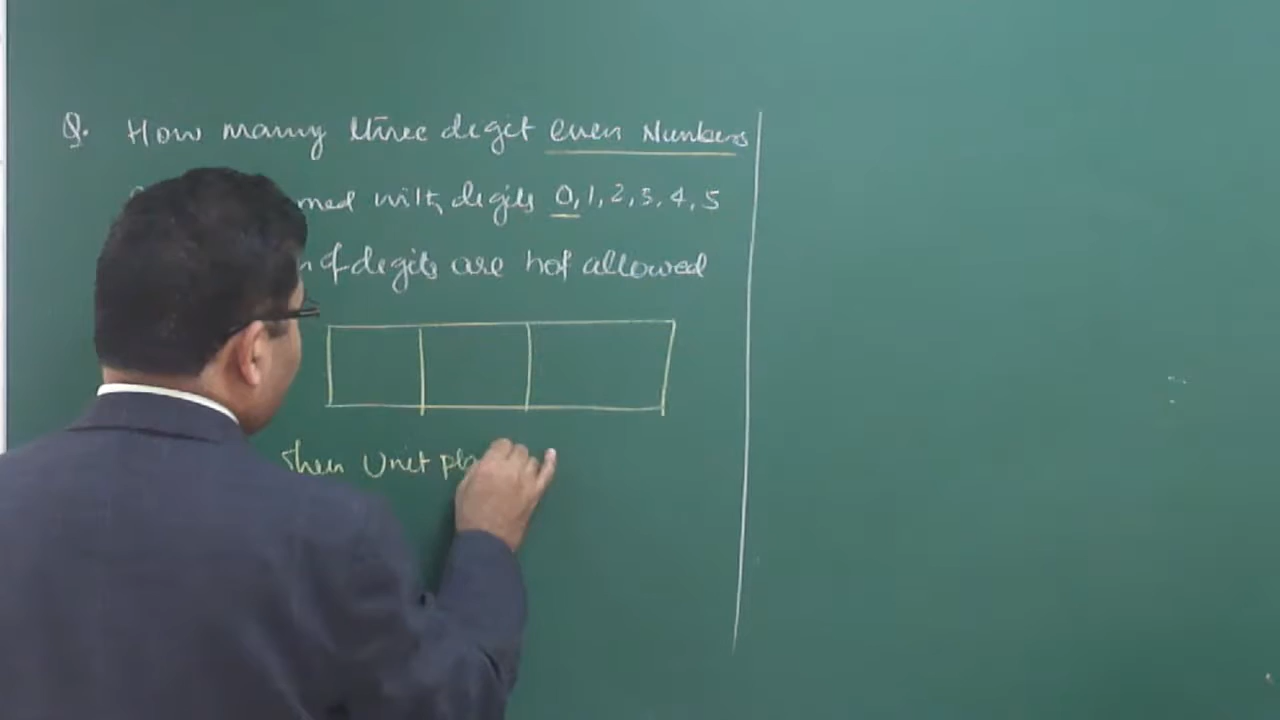 Q. How many three digit even Numbers
med with digits 0, 1, 2, 3, 4, 5
n of digits are not allowed
then Unit pla